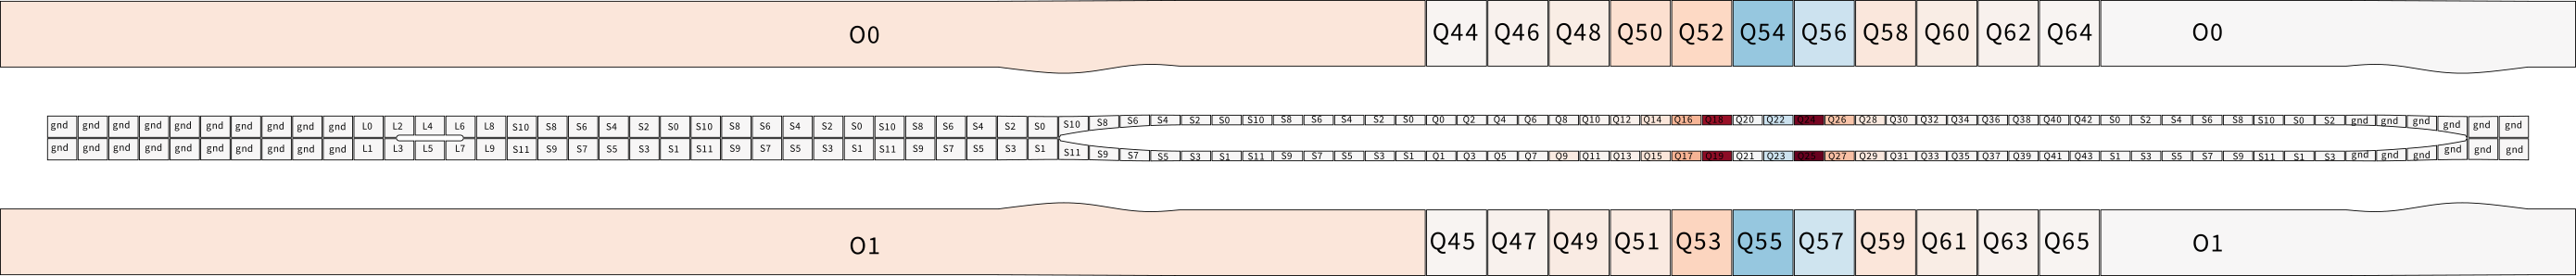 O0 Q44 Q46 Q48 Q50 Q52 Q54 Q56 Q58 Q60 Q62 Q64 O0
gnd gnd gnd gnd gnd gnd gnd gnd gnd gnd L0 L2 L4 L6 L8 S10 S8 S6 S4 S2 S0 S10 S8 S6 S4 S2 S0 S10 S8 S6 S4 S2 S0 S10 S8 S6 S4 S2 S0 S10 S8 S6 S4 S2 S0 Q0 Q2 Q4 Q6 Q8 Q10 Q12 Q14 Q16 Q18 Q20 Q22 Q24 Q26 Q28 Q30 Q32 Q34 Q36 Q38 Q40 Q42 S0 S2 S4 S6 S8 S10 S0 S2 gnd gnd gnd gnd gnd gnd
gnd gnd gnd gnd gnd gnd gnd gnd gnd gnd L1 L3 L5 L7 L9 S11 S9 S7 S5 S3 S1 S11 S9 S7 S5 S3 S1 S11 S9 S7 S5 S3 S1 S11 S9 S7 S5 S3 S1 S11 S9 S7 S5 S3 S1 Q1 Q3 Q5 Q7 Q9 Q11 Q13 Q15 Q17 Q19 Q21 Q23 Q25 Q27 Q29 Q31 Q33 Q35 Q37 Q39 Q41 Q43 S1 S3 S5 S7 S9 S11 S1 S3 gnd gnd gnd gnd gnd gnd
O1 Q45 Q47 Q49 Q51 Q53 Q55 Q57 Q59 Q61 Q63 Q65 O1